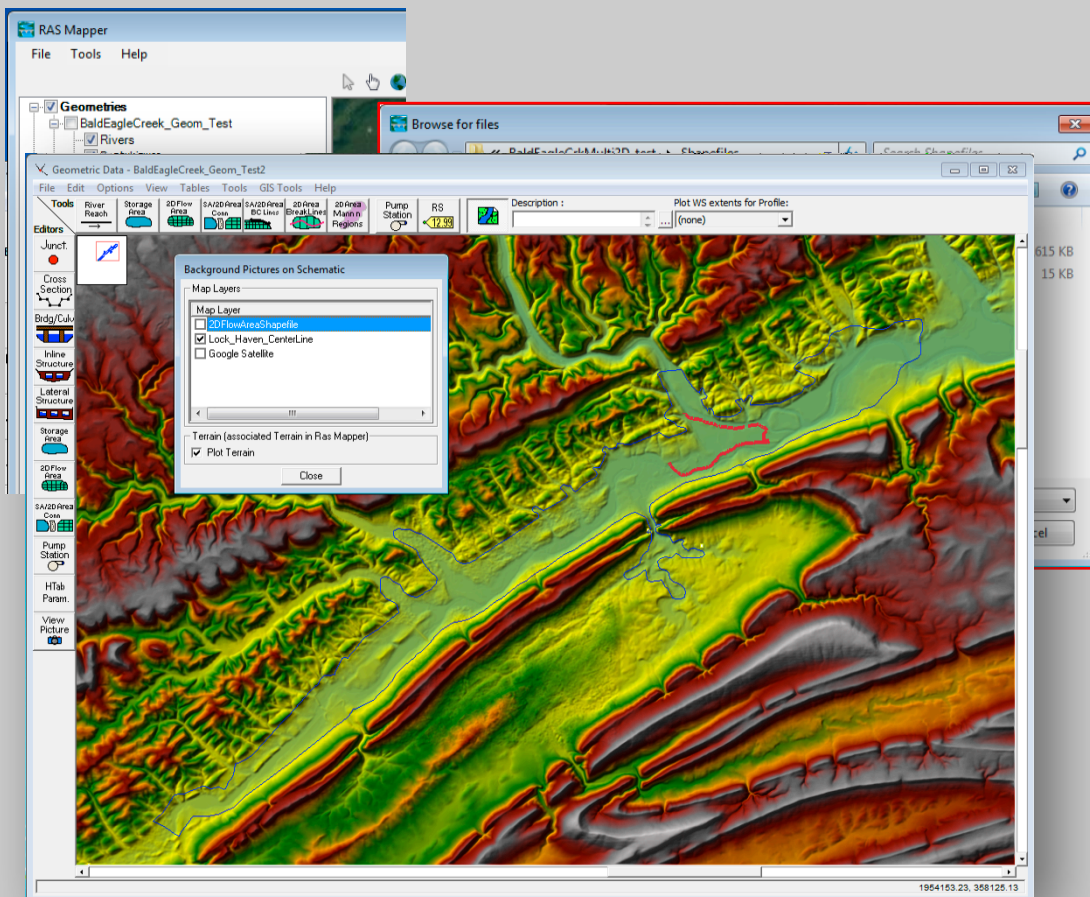 RAS Mapper
File Tools Help
Geometries
BaldEagleCreek_Geom_Test
Rivers
Browse for files
BaldEagleCrkMulti2D_test
Shapefiles
Search Shapefiles
615 KB
15 KB
Geometric Data - BaldEagleCreek_Geom_Test2
File Edit Options View Tables Tools GIS Tools Help
Tools
Editors
River
Reach
Storage
Area
2D Flow
Area
SA/2D Area
Conn
SA/2D Area
BC Lines
2D Area
BreakLines
2D Area
Mann n
Regions
Pump
Station
RS
12.99
Description :
...
Plot WS extents for Profile:
(none)
Junct.
Cross
Section
Brdg/Culv
Inline
Structure
Lateral
Structure
Storage
Area
2D Flow
Area
SA/2D Area
Conn
Pump
Station
HTab
Param.
View
Picture
Background Pictures on Schematic
Map Layers
Map Layer
2DFlowAreaShapefile
Lock_Haven_CenterLine
Google Satellite
Terrain (associated Terrain in Ras Mapper)
Plot Terrain
Close
1954153.23, 358125.13